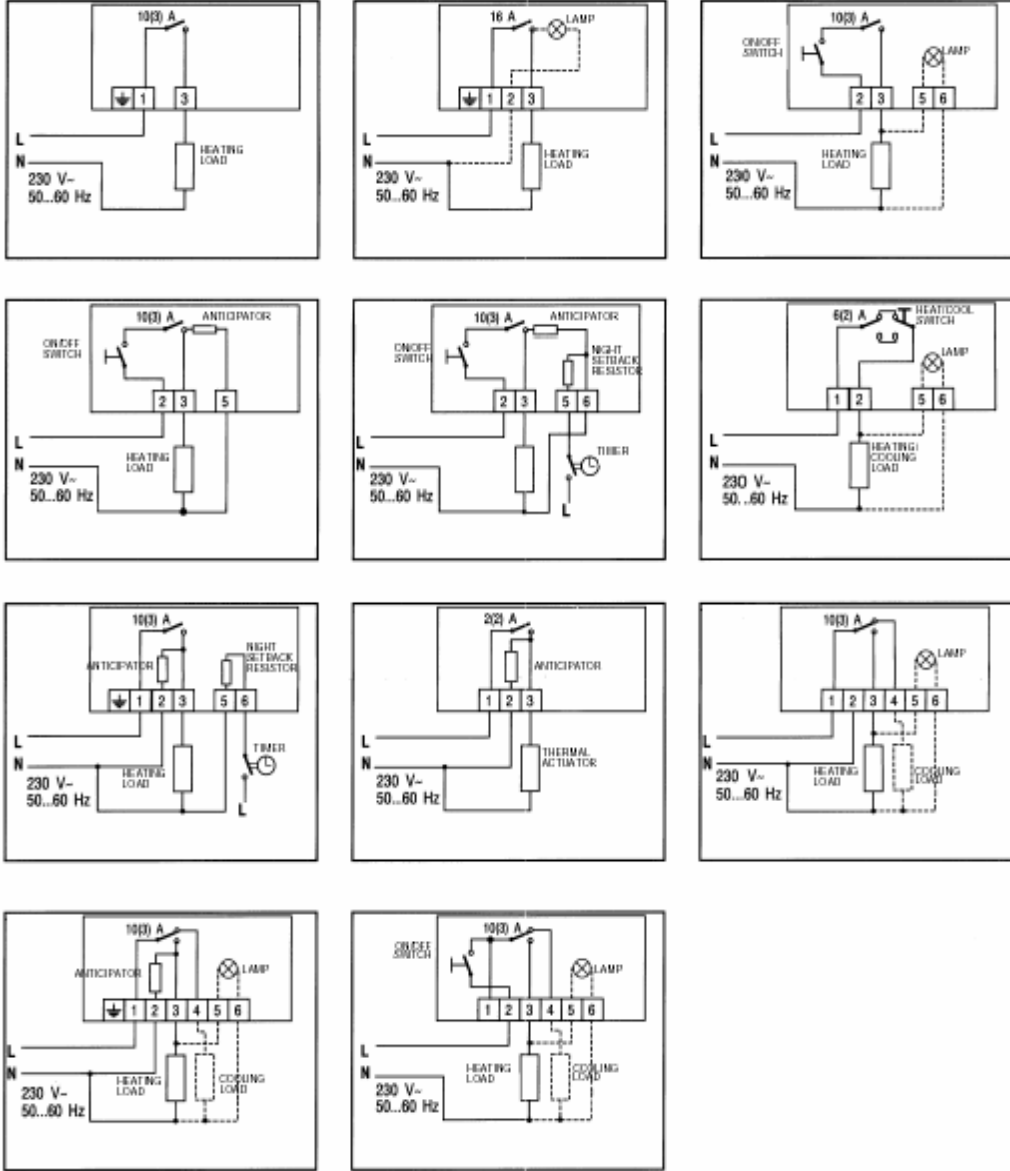 10(3) A
1 3
L
N
230 V~
50...60 Hz
HEATING
LOAD
16 A
LAMP
1 2 3
L
N
230 V~
50...60 Hz
HEATING
LOAD
10(3) A
ON/OFF
SWITCH
LAMP
2 3 5 6
L
N
230 V~
50...60 Hz
HEATING
LOAD
10(3) A
ANTICIPATOR
ON/OFF
SWITCH
2 3 5
L
N
230 V~
50...60 Hz
HEATING
LOAD
10(3) A
ANTICIPATOR
ON/OFF
SWITCH
NIGHT
SETBACK
RESISTOR
2 3 5 6
L
N
230 V~
50...60 Hz
HEATING
LOAD
TIMER
L
6(2) A
HEAT/COOL
SWITCH
LAMP
1 2 5 6
L
N
230 V~
50...60 Hz
HEATING/
COOLING
LOAD
10(3) A
ANTICIPATOR
NIGHT
SETBACK
RESISTOR
1 2 3 5 6
L
N
230 V~
50...60 Hz
HEATING
LOAD
TIMER
L
2(2) A
ANTICIPATOR
1 2 3
L
N
230 V~
50...60 Hz
THERMAL
ACTUATOR
10(3) A
LAMP
1 2 3 4 5 6
L
N
230 V~
50...60 Hz
HEATING
LOAD
COOLING
LOAD
10(3) A
ANTICIPATOR
LAMP
1 2 3 4 5 6
L
N
230 V~
50...60 Hz
HEATING
LOAD
COOLING
LOAD
10(3) A
ON/OFF
SWITCH
LAMP
1 2 3 4 5 6
L
N
230 V~
50...60 Hz
HEATING
LOAD
COOLING
LOAD